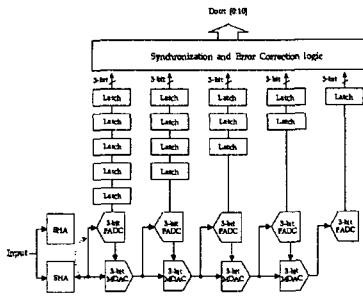 Dout [0:10]
Synchronization and Error Correction logic
3-bit 3-bit 3-bit 3-bit 3-bit
Latch Latch Latch Latch Latch
Latch Latch Latch Latch
Latch Latch Latch
Latch Latch
Latch
SHA
3-bit FADC 3-bit FADC 3-bit FADC 3-bit FADC 3-bit FADC
Input
SHA
3-bit MDAC 3-bit MDAC 3-bit MDAC 3-bit MDAC